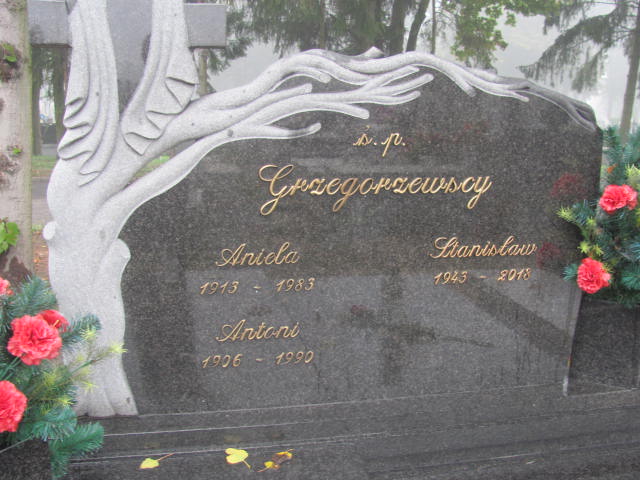 ś.p.
Grzegorzewscy
Aniela
1913 - 1983
Antoni
1906 - 1990
Stanisław
1943 - 2018